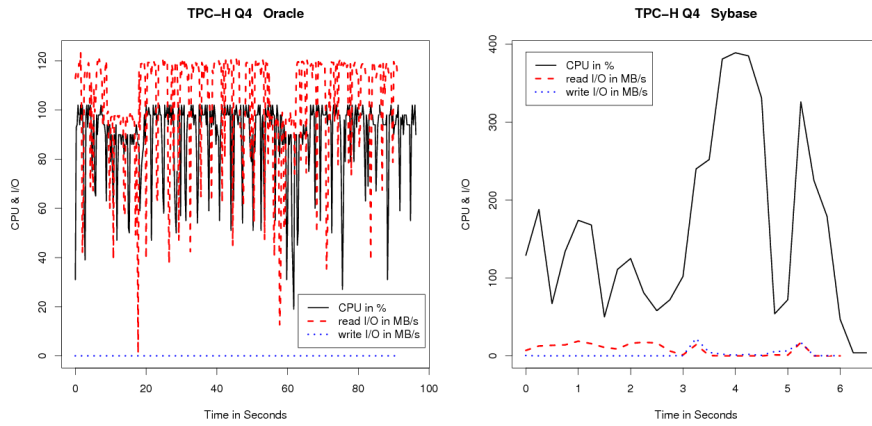 TPC-H Q4 Oracle
CPU & I/O
0
20
40
60
80
100
120
CPU in %
read I/O in MB/s
write I/O in MB/s
0
20
40
60
80
100
Time in Seconds
TPC-H Q4 Sybase
CPU & I/O
0
100
200
300
400
CPU in %
read I/O in MB/s
write I/O in MB/s
0
1
2
3
4
5
6
Time in Seconds